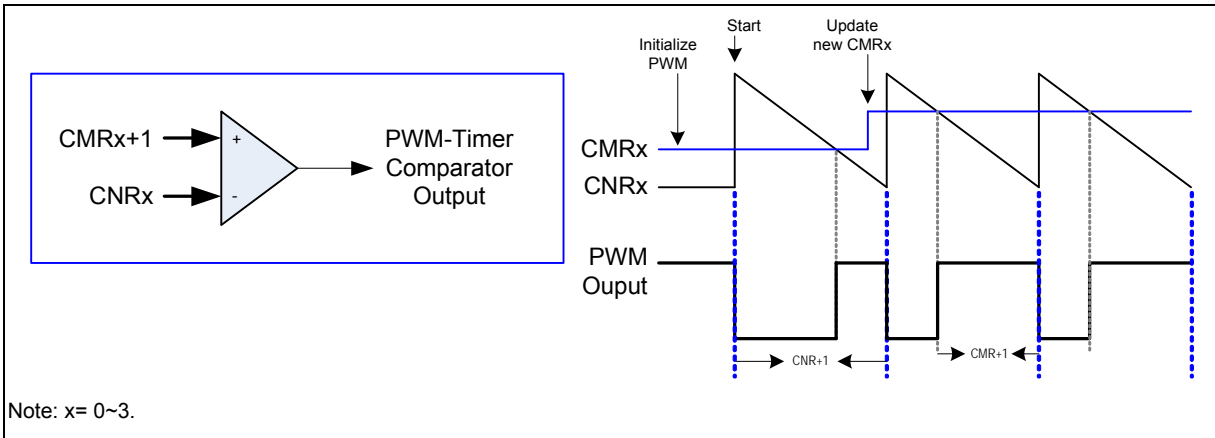 CMRx+1
+
CNRx
-
PWM-Timer
Comparator
Output
Note: x= 0~3.
Initialize
PWM
Start
Update
new CMRx
CMRx
CNRx
PWM
Ouput
CNR+1
CMR+1